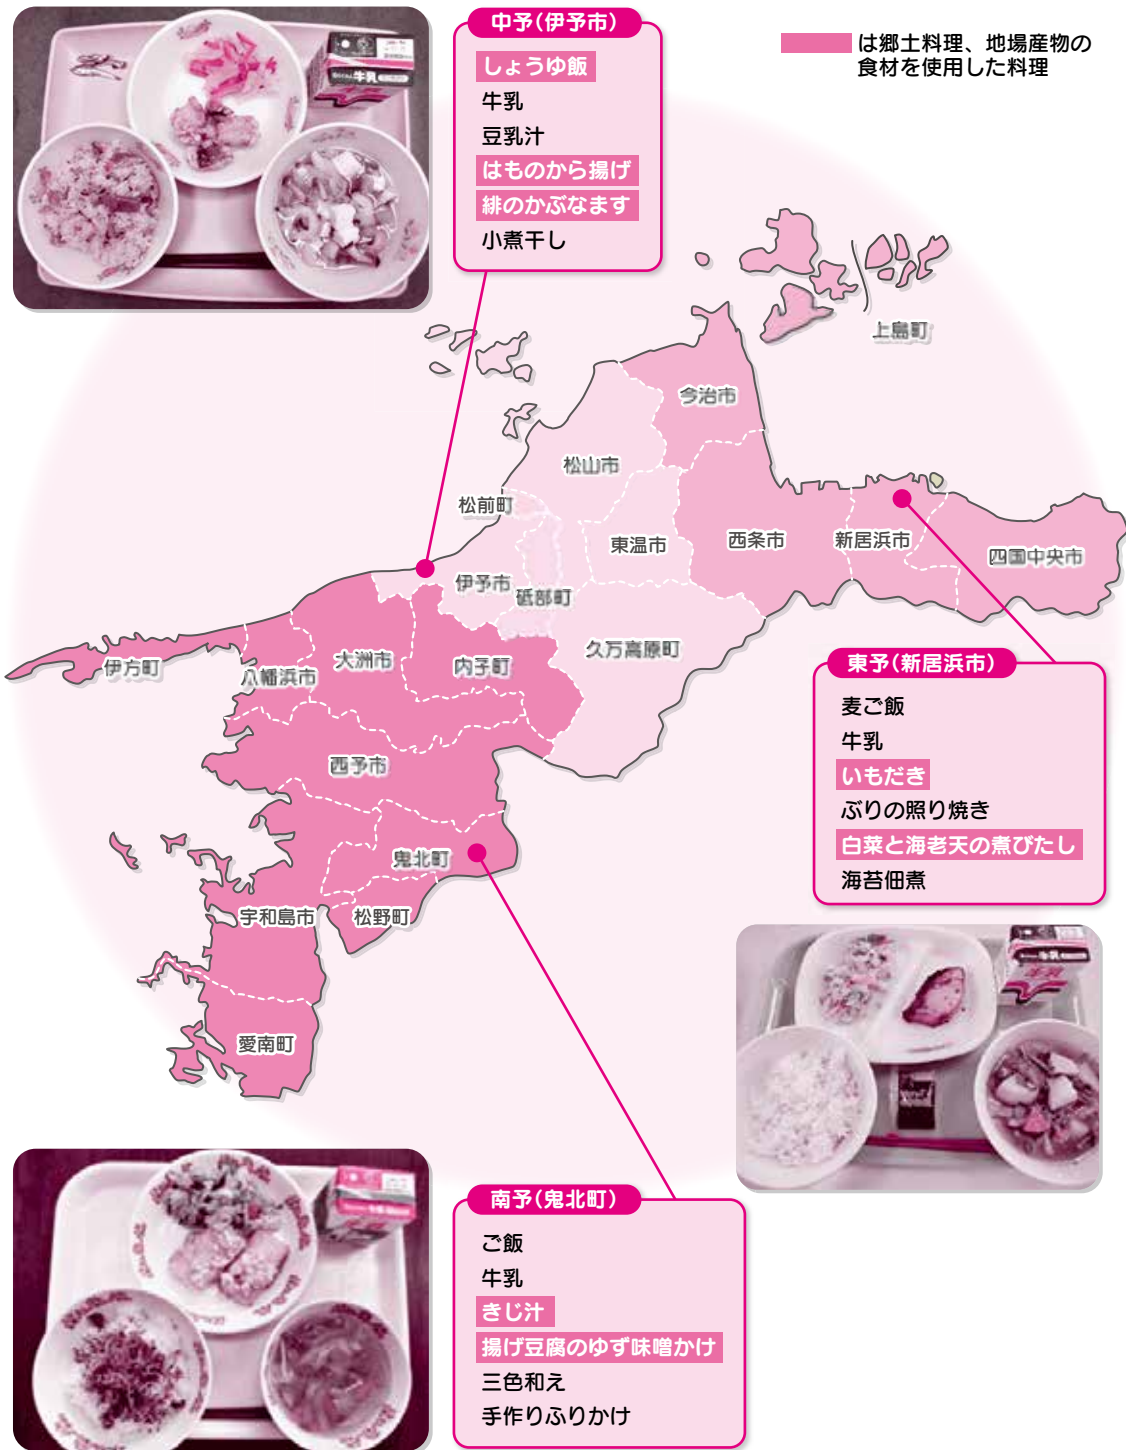 中予(伊予市)
しょうゆ飯
牛乳
豆乳汁
はものから揚げ
緋のかぶなます
小煮干し
は郷土料理、地場産物の
食材を使用した料理
上島町
今治市
松山市
松前町
東温市
西条市
新居浜市
四国中央市
伊予市
砥部町
久万高原町
伊方町
八幡浜市
大洲市
内子町
西予市
鬼北町
宇和島市
松野町
愛南町
東予(新居浜市)
麦ご飯
牛乳
いもだき
ぶりの照り焼き
白菜と海老天の煮びたし
海苔佃煮
南予(鬼北町)
ご飯
牛乳
きじ汁
揚げ豆腐のゆず味噌かけ
三色和え
手作りふりかけ
牛乳